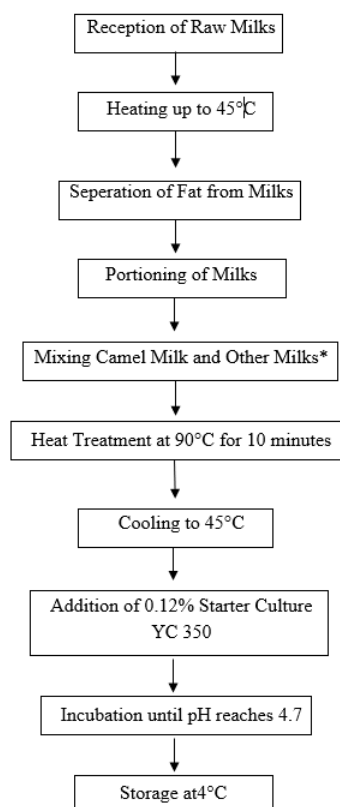 Reception of Raw Milks
Heating up to 45°C
Seperation of Fat from Milks
Portioning of Milks
Mixing Camel Milk and Other Milks*
Heat Treatment at 90°C for 10 minutes
Cooling to 45°C
Addition of 0.12% Starter Culture
YC 350
Incubation until pH reaches 4.7
Storage at4°C